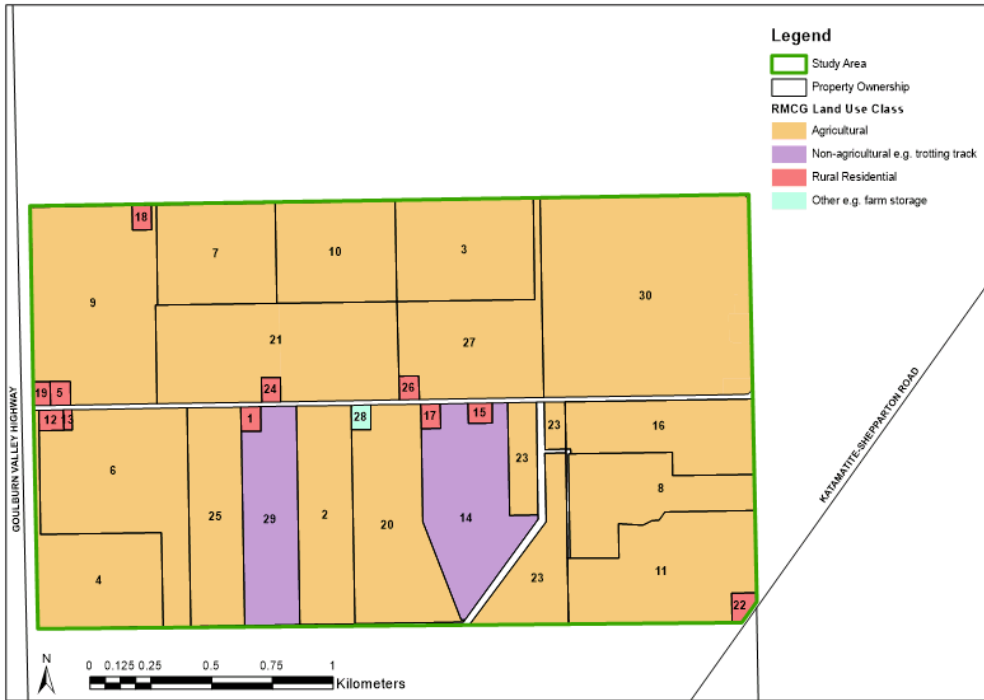 Legend
Study Area
Property Ownership
RMCG Land Use Class
Agricultural
Non-agricultural e.g. trotting track
Rural Residential
Other e.g. farm storage
18
7
10
3
9
30
21
27
19
5
24
26
12
13
1
28
17
15
23
23
16
6
8
25
29
2
20
14
4
23
11
22
GOULBURN VALLEY HIGHWAY
KATAMATITE-SHEPPARTON ROAD
N
0 0.125 0.25 0.5 0.75 1
Kilometers